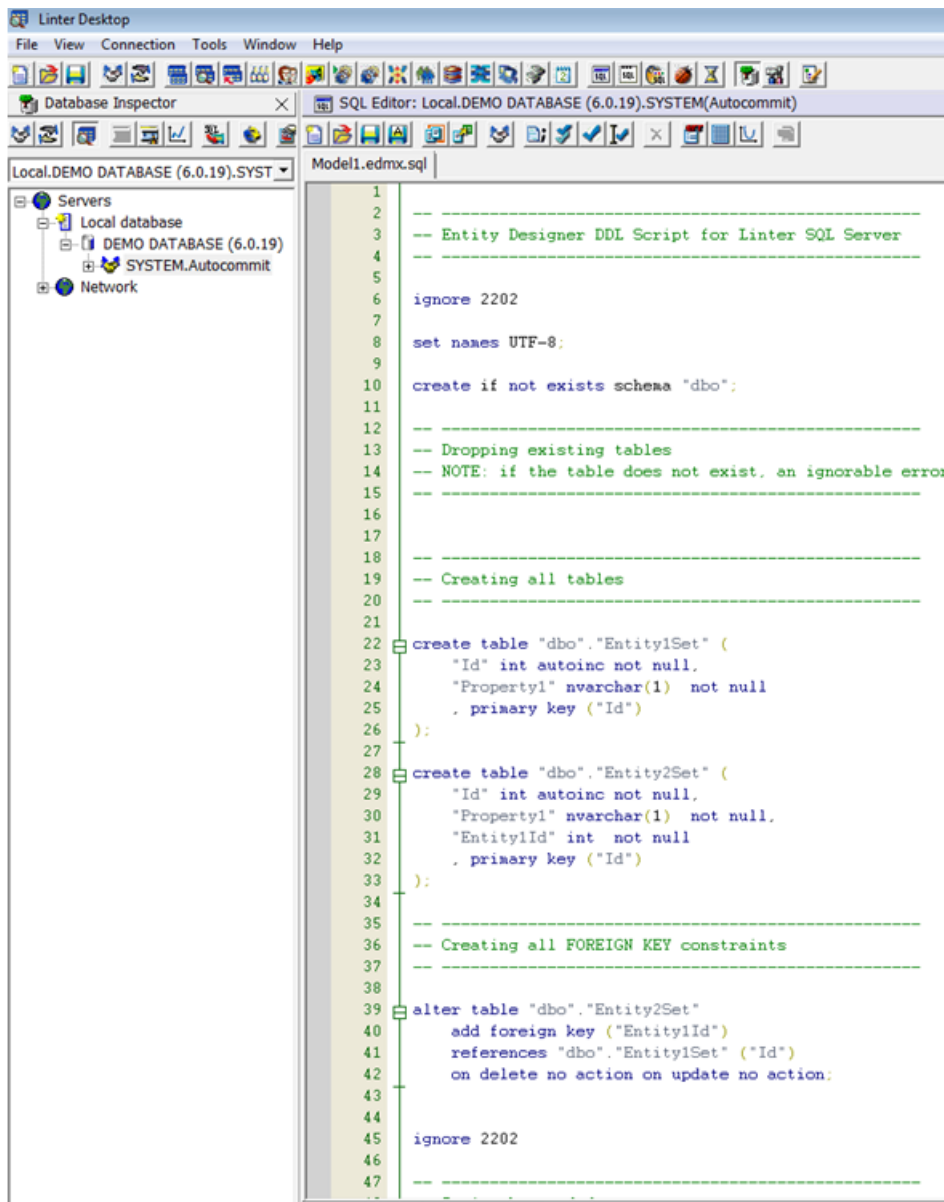 Linter Desktop
File View Connection Tools Window Help
Database Inspector
SQL Editor: Local.DEMO DATABASE (6.0.19).SYSTEM(Autocommit)
Local.DEMO DATABASE (6.0.19).SYST
Model1.edmx.sql
Servers
Local database
DEMO DATABASE (6.0.19)
SYSTEM.Autocommit
Network
1
2 -- ----------------------------------------------------
3 -- Entity Designer DDL Script for Linter SQL Server
4 -- ----------------------------------------------------
5
6 ignore 2202
7
8 set names UTF-8;
9
10 create if not exists schema "dbo";
11
12 -- ----------------------------------------------------
13 -- Dropping existing tables
14 -- NOTE: if the table does not exist, an ignorable error
15 -- ----------------------------------------------------
16
17
18 -- ----------------------------------------------------
19 -- Creating all tables
20 -- ----------------------------------------------------
21
22 create table "dbo"."Entity1Set" (
23 "Id" int autoinc not null,
24 "Property1" nvarchar(1) not null
25 , primary key ("Id")
26 );
27
28 create table "dbo"."Entity2Set" (
29 "Id" int autoinc not null,
30 "Property1" nvarchar(1) not null,
31 "Entity1Id" int not null
32 , primary key ("Id")
33 );
34
35 -- ----------------------------------------------------
36 -- Creating all FOREIGN KEY constraints
37 -- ----------------------------------------------------
38
39 alter table "dbo"."Entity2Set"
40 add foreign key ("Entity1Id")
41 references "dbo"."Entity1Set" ("Id")
42 on delete no action on update no action;
43
44
45 ignore 2202
46
47 -- ----------------------------------------------------